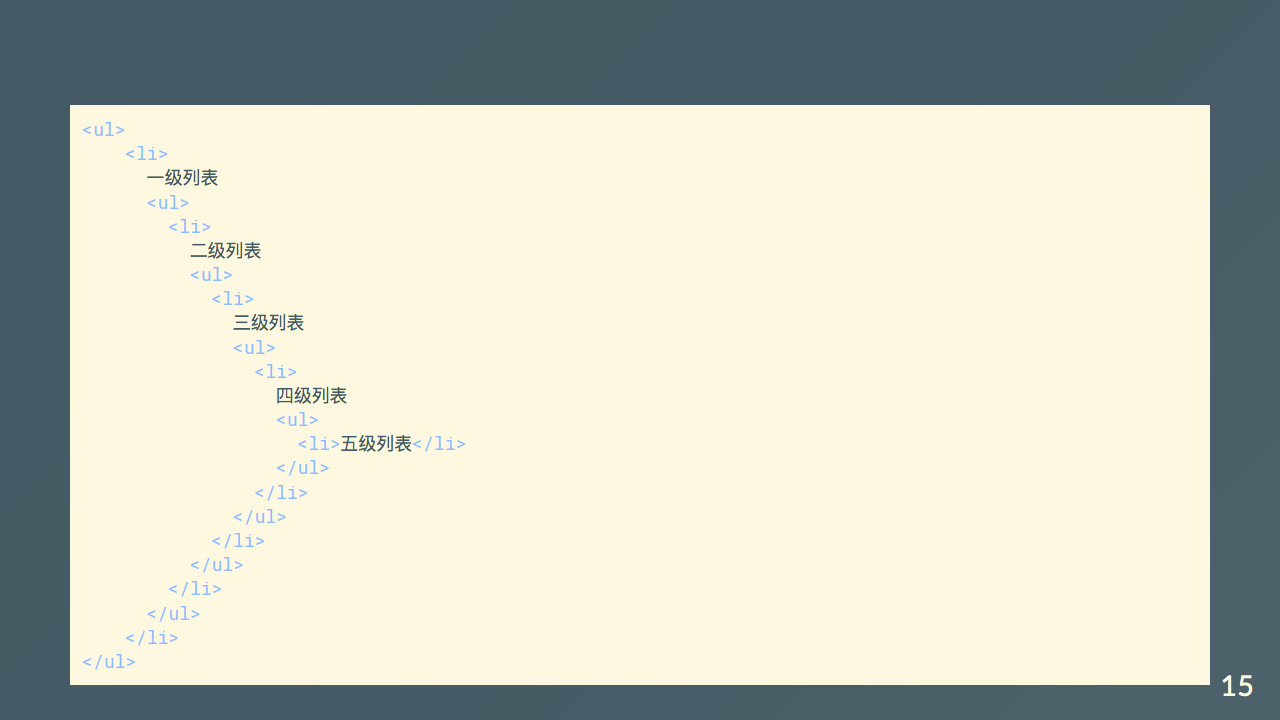 <ul>
    <li>
      一级列表
      <ul>
        <li>
          二级列表
          <ul>
            <li>
              三级列表
              <ul>
                <li>
                  四级列表
                  <ul>
                    <li>五级列表</li>
                  </ul>
                </li>
              </ul>
            </li>
          </ul>
        </li>
      </ul>
    </li>
</ul>
15